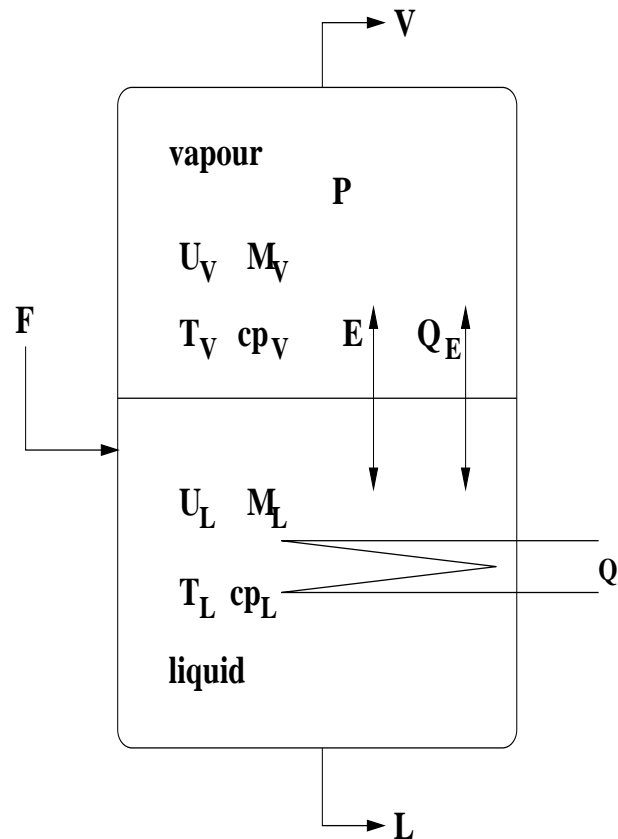 V
vapour
P
U_V M_V
F
T_V cp_V E Q_E
U_L M_L
Q
T_L cp_L
liquid
L